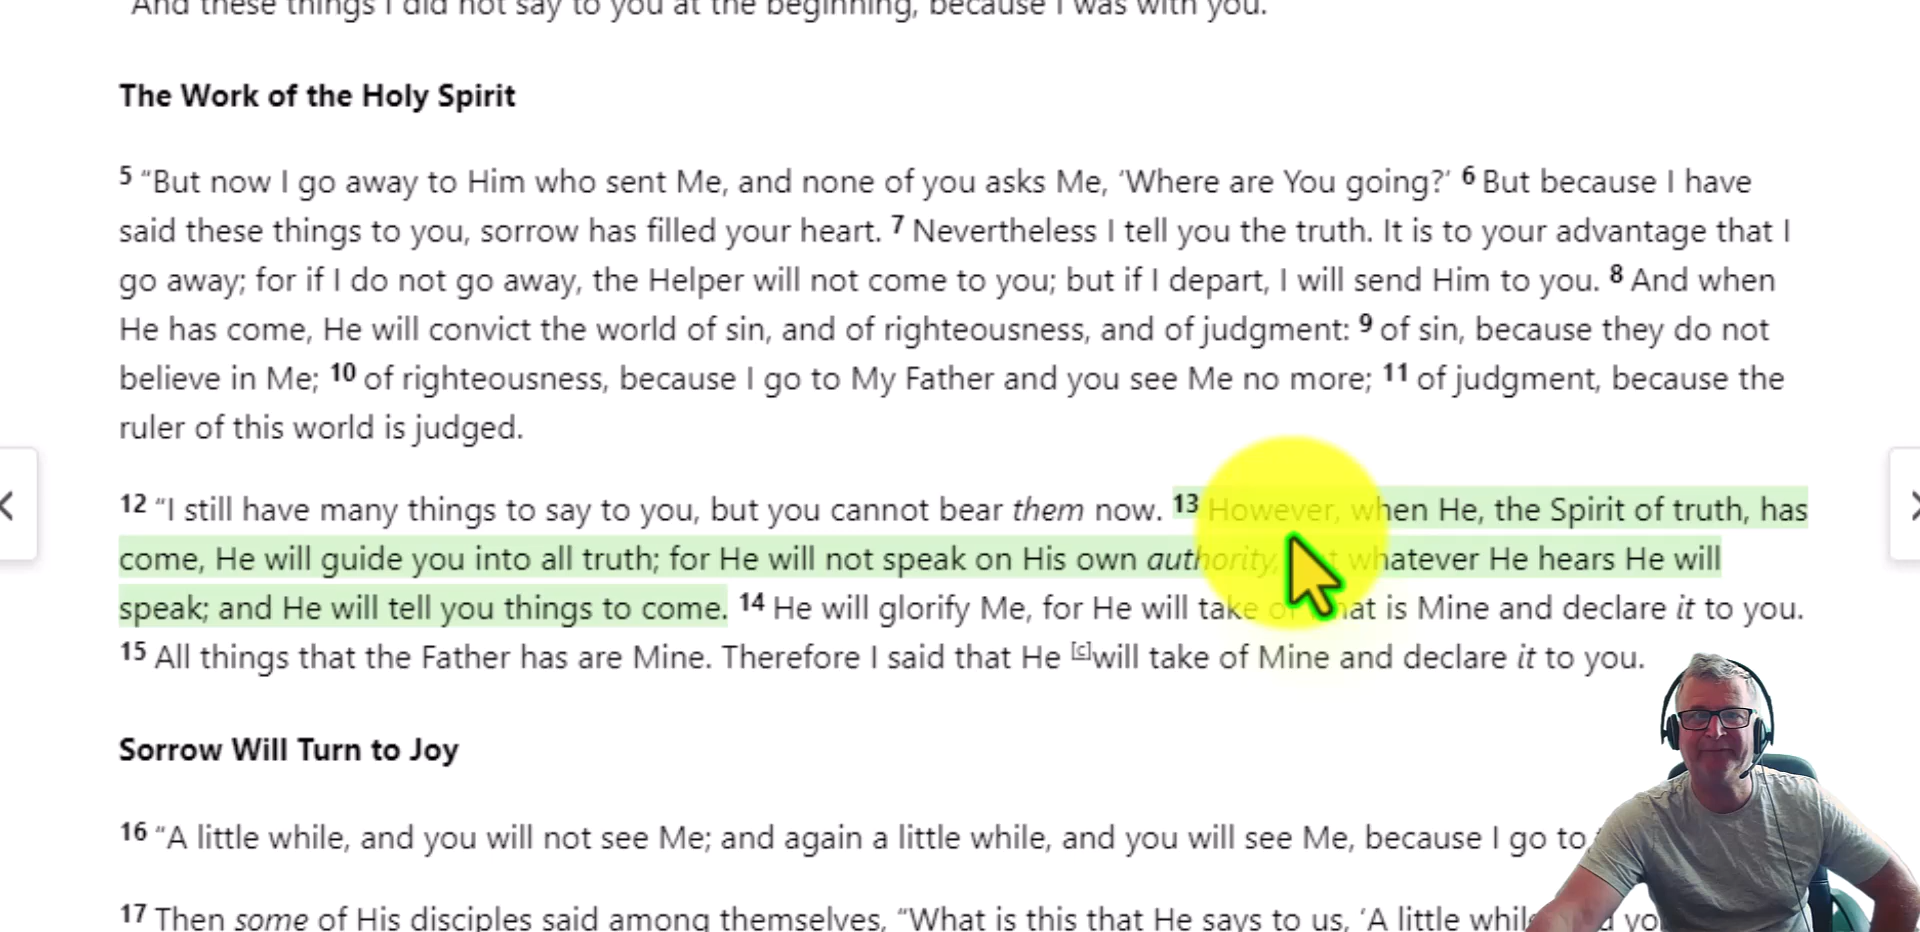 And these things I did not say to you at the beginning, because I was with you.
The Work of the Holy Spirit
5 “But now I go away to Him who sent Me, and none of you asks Me, ‘Where are You going?’ 6 But because I have
said these things to you, sorrow has filled your heart. 7 Nevertheless I tell you the truth. It is to your advantage that I
go away; for if I do not go away, the Helper will not come to you; but if I depart, I will send Him to you. 8 And when
He has come, He will convict the world of sin, and of righteousness, and of judgment: 9 of sin, because they do not
believe in Me; 10 of righteousness, because I go to My Father and you see Me no more; 11 of judgment, because the
ruler of this world is judged.
12 “I still have many things to say to you, but you cannot bear them now. 13 However, when He, the Spirit of truth, has
come, He will guide you into all truth; for He will not speak on His own authority, whatever He hears He will
speak; and He will tell you things to come. 14 He will glorify Me, for He will take of is Mine and declare it to you.
15 All things that the Father has are Mine. Therefore I said that He [c]will take of Mine and declare it to you.
Sorrow Will Turn to Joy
16 “A little while, and you will not see Me; and again a little while, and you will see Me, because I go to
17 Then some of His disciples said among themselves, “What is this that He says to us, ‘A little